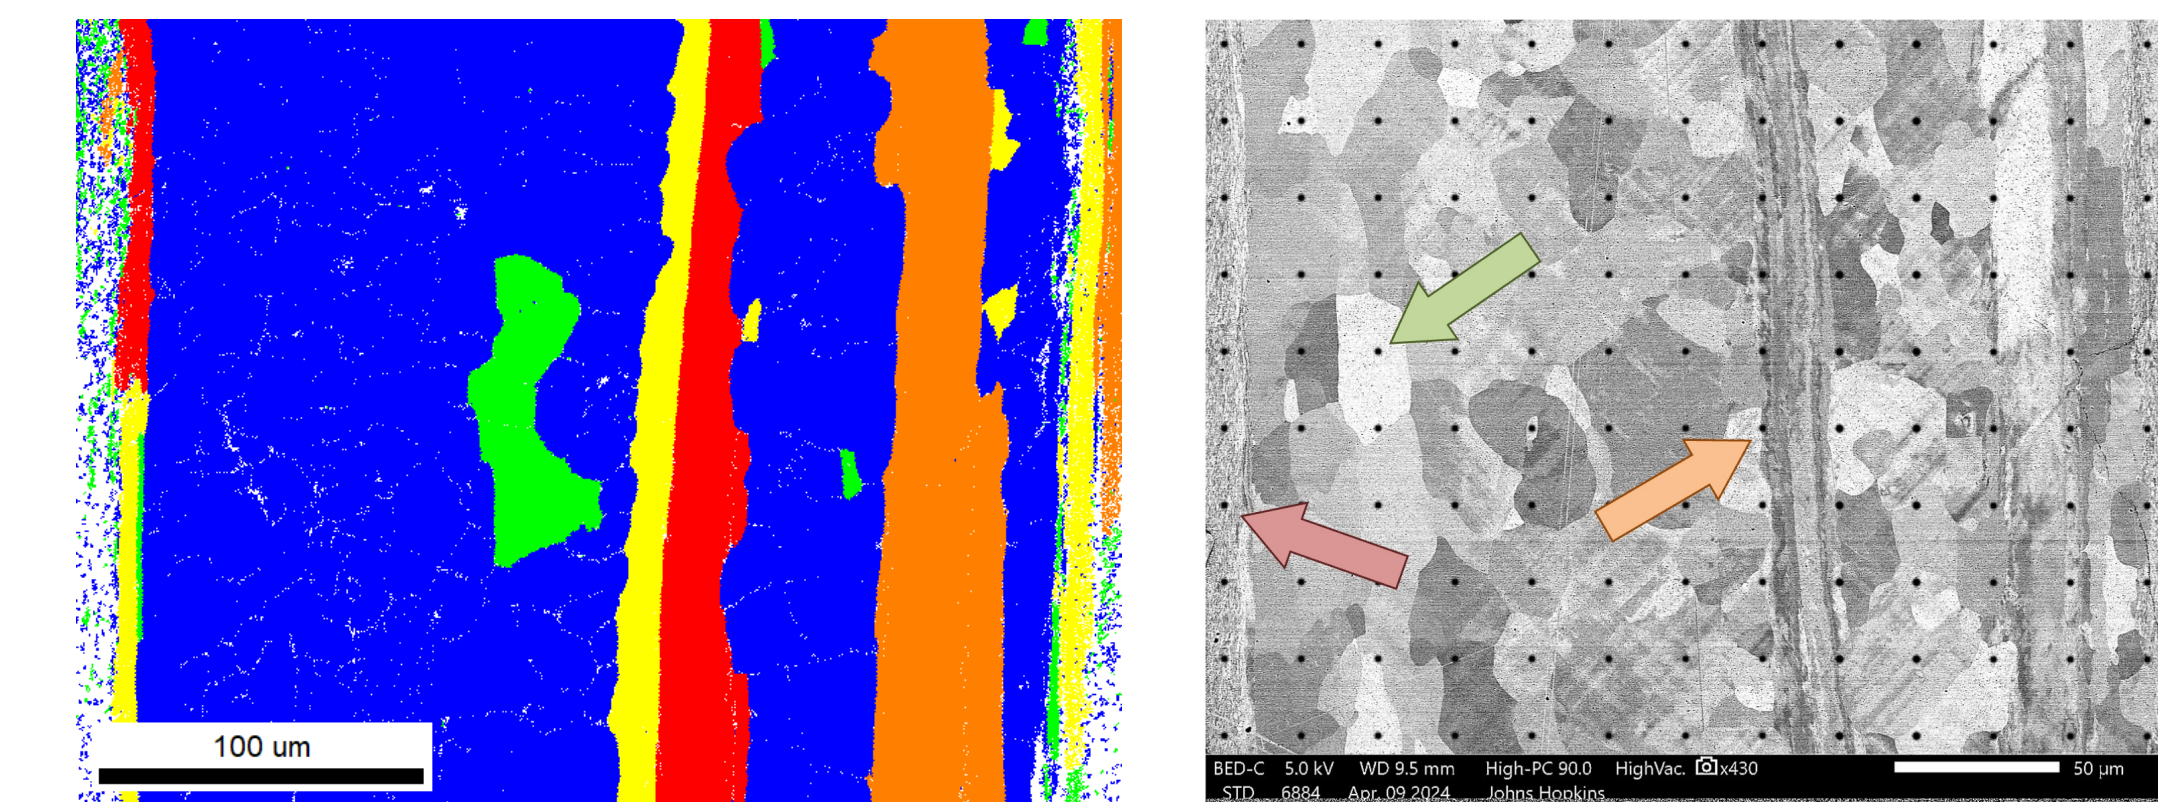 100 um
BED-C 5.0 kV WD 9.5 mm High-PC 90.0 HighVac. x430 50 µm
STD 6884 Apr. 09 2024 Johns Hopkins